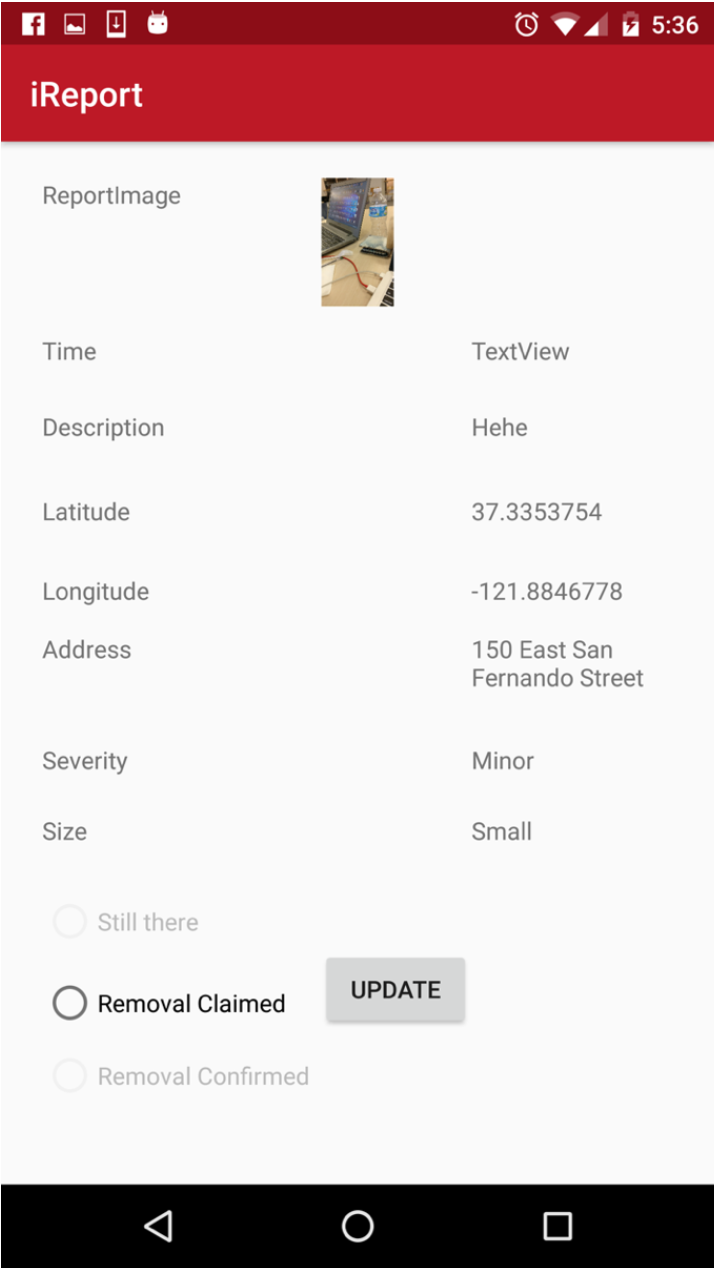 5:36
iReport
ReportImage
Time TextView
Description Hehe
Latitude 37.3353754
Longitude -121.8846778
Address 150 East San
Fernando Street
Severity Minor
Size Small
Still there
UPDATE
Removal Claimed
Removal Confirmed